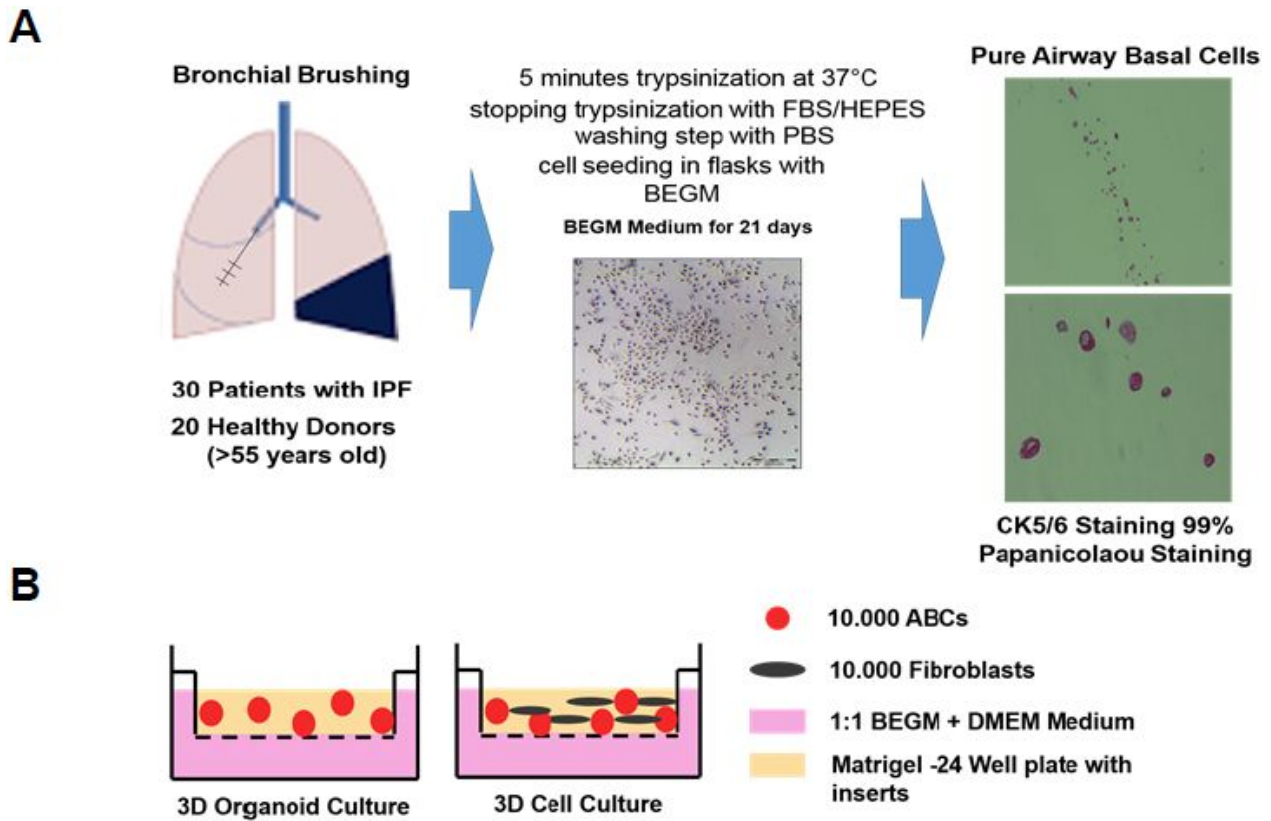 A
Bronchial Brushing
30 Patients with IPF
20 Healthy Donors
(>55 years old)
5 minutes trypsinization at 37°C
stopping trypsinization with FBS/HEPES
washing step with PBS
cell seeding in flasks with
BEGM
BEGM Medium for 21 days
Pure Airway Basal Cells
CK5/6 Staining 99%
Papanicolaou Staining
B
3D Organoid Culture
3D Cell Culture
10.000 ABCs
10.000 Fibroblasts
1:1 BEGM + DMEM Medium
Matrigel -24 Well plate with
inserts